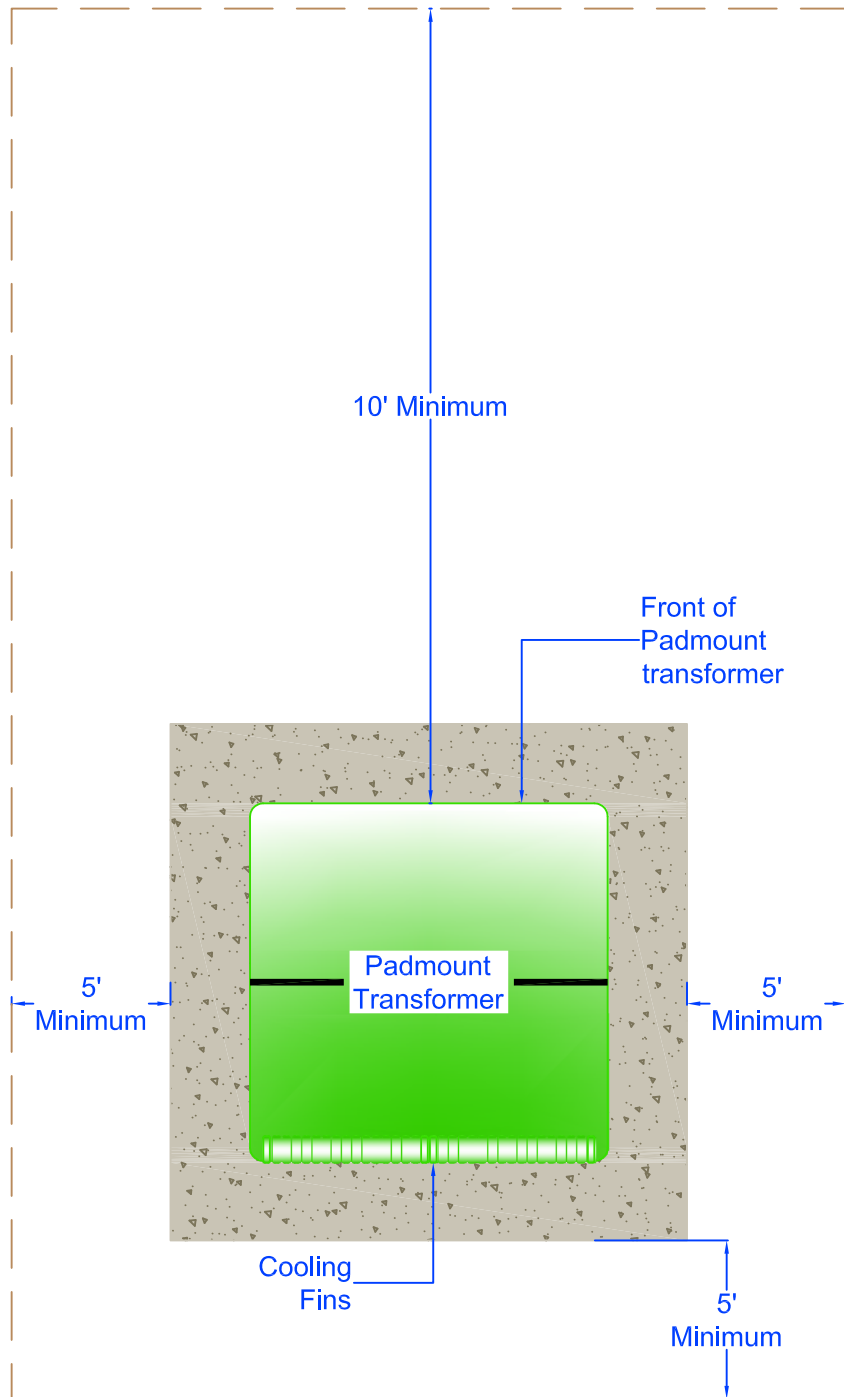 10' Minimum
Front of
Padmount
transformer
Padmount
Transformer
5'
Minimum
5'
Minimum
Cooling
Fins
5'
Minimum